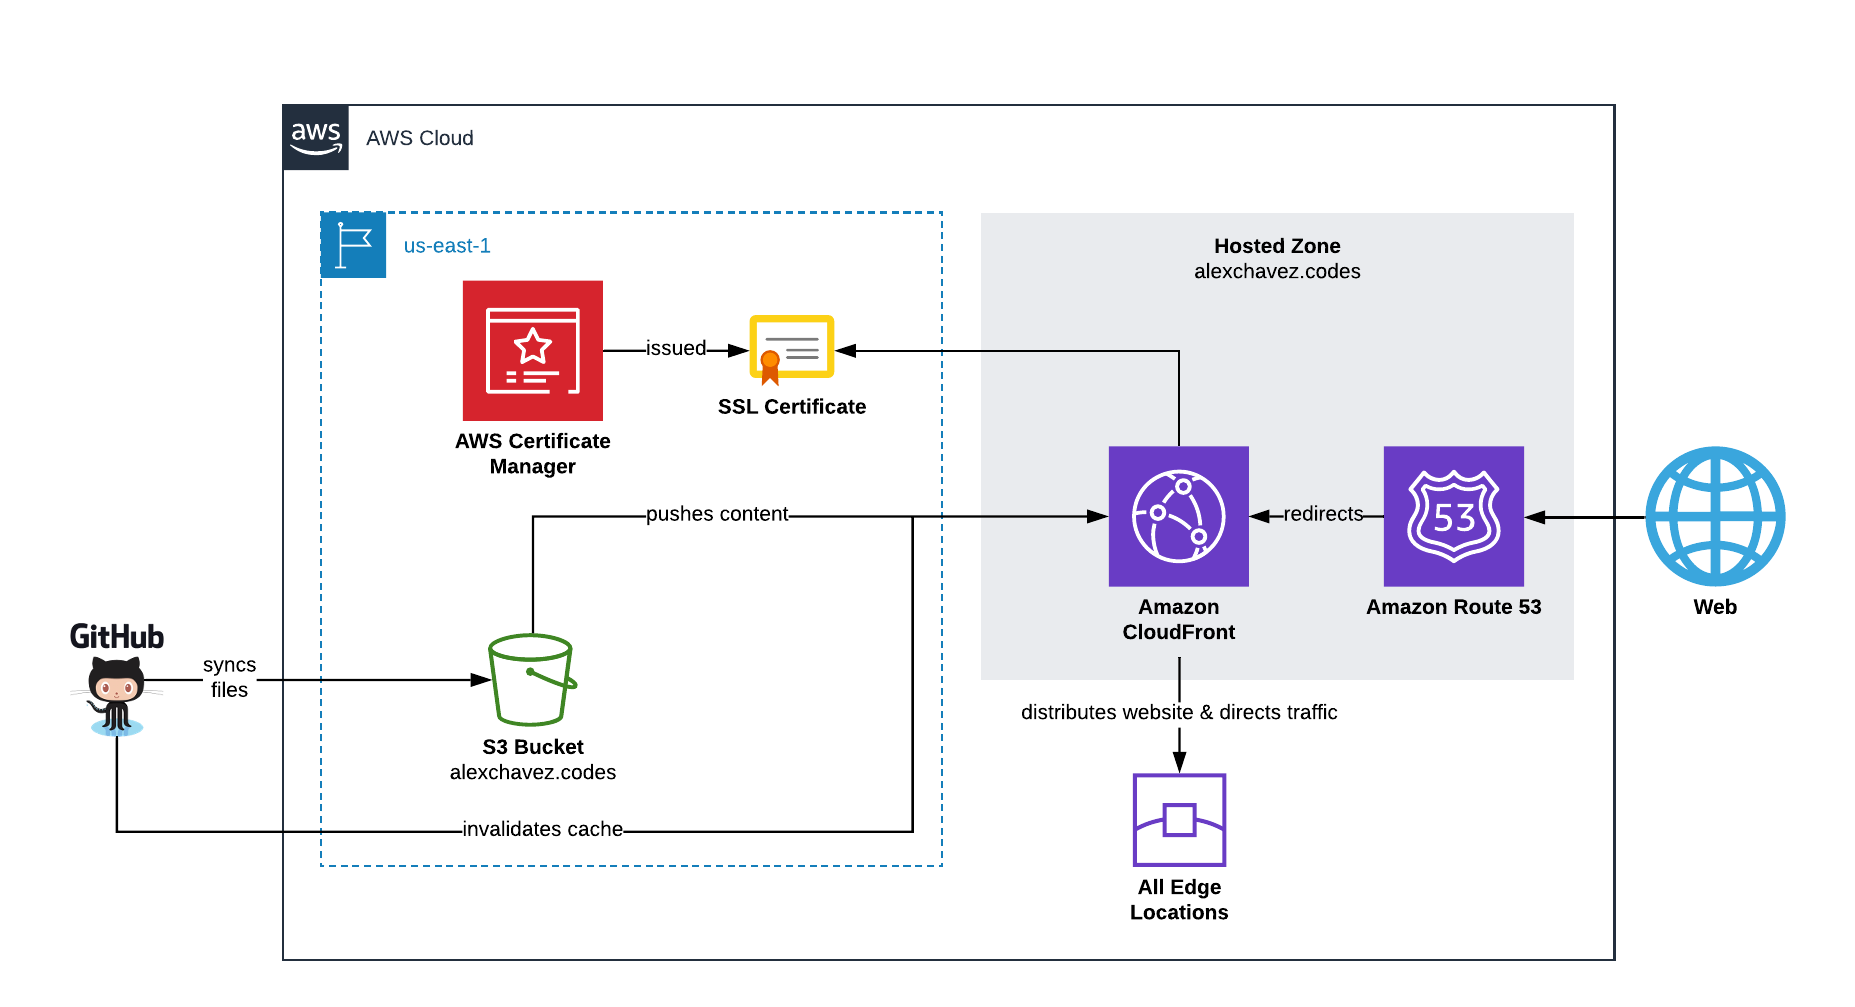 aws
AWS Cloud
us-east-1
Hosted Zone
alexchavez.codes
issued
SSL Certificate
AWS Certificate
Manager
pushes content
redirects
53
Amazon
CloudFront
Amazon Route 53
Web
GitHub
syncs
files
S3 Bucket
alexchavez.codes
distributes website & directs traffic
invalidates cache
All Edge
Locations